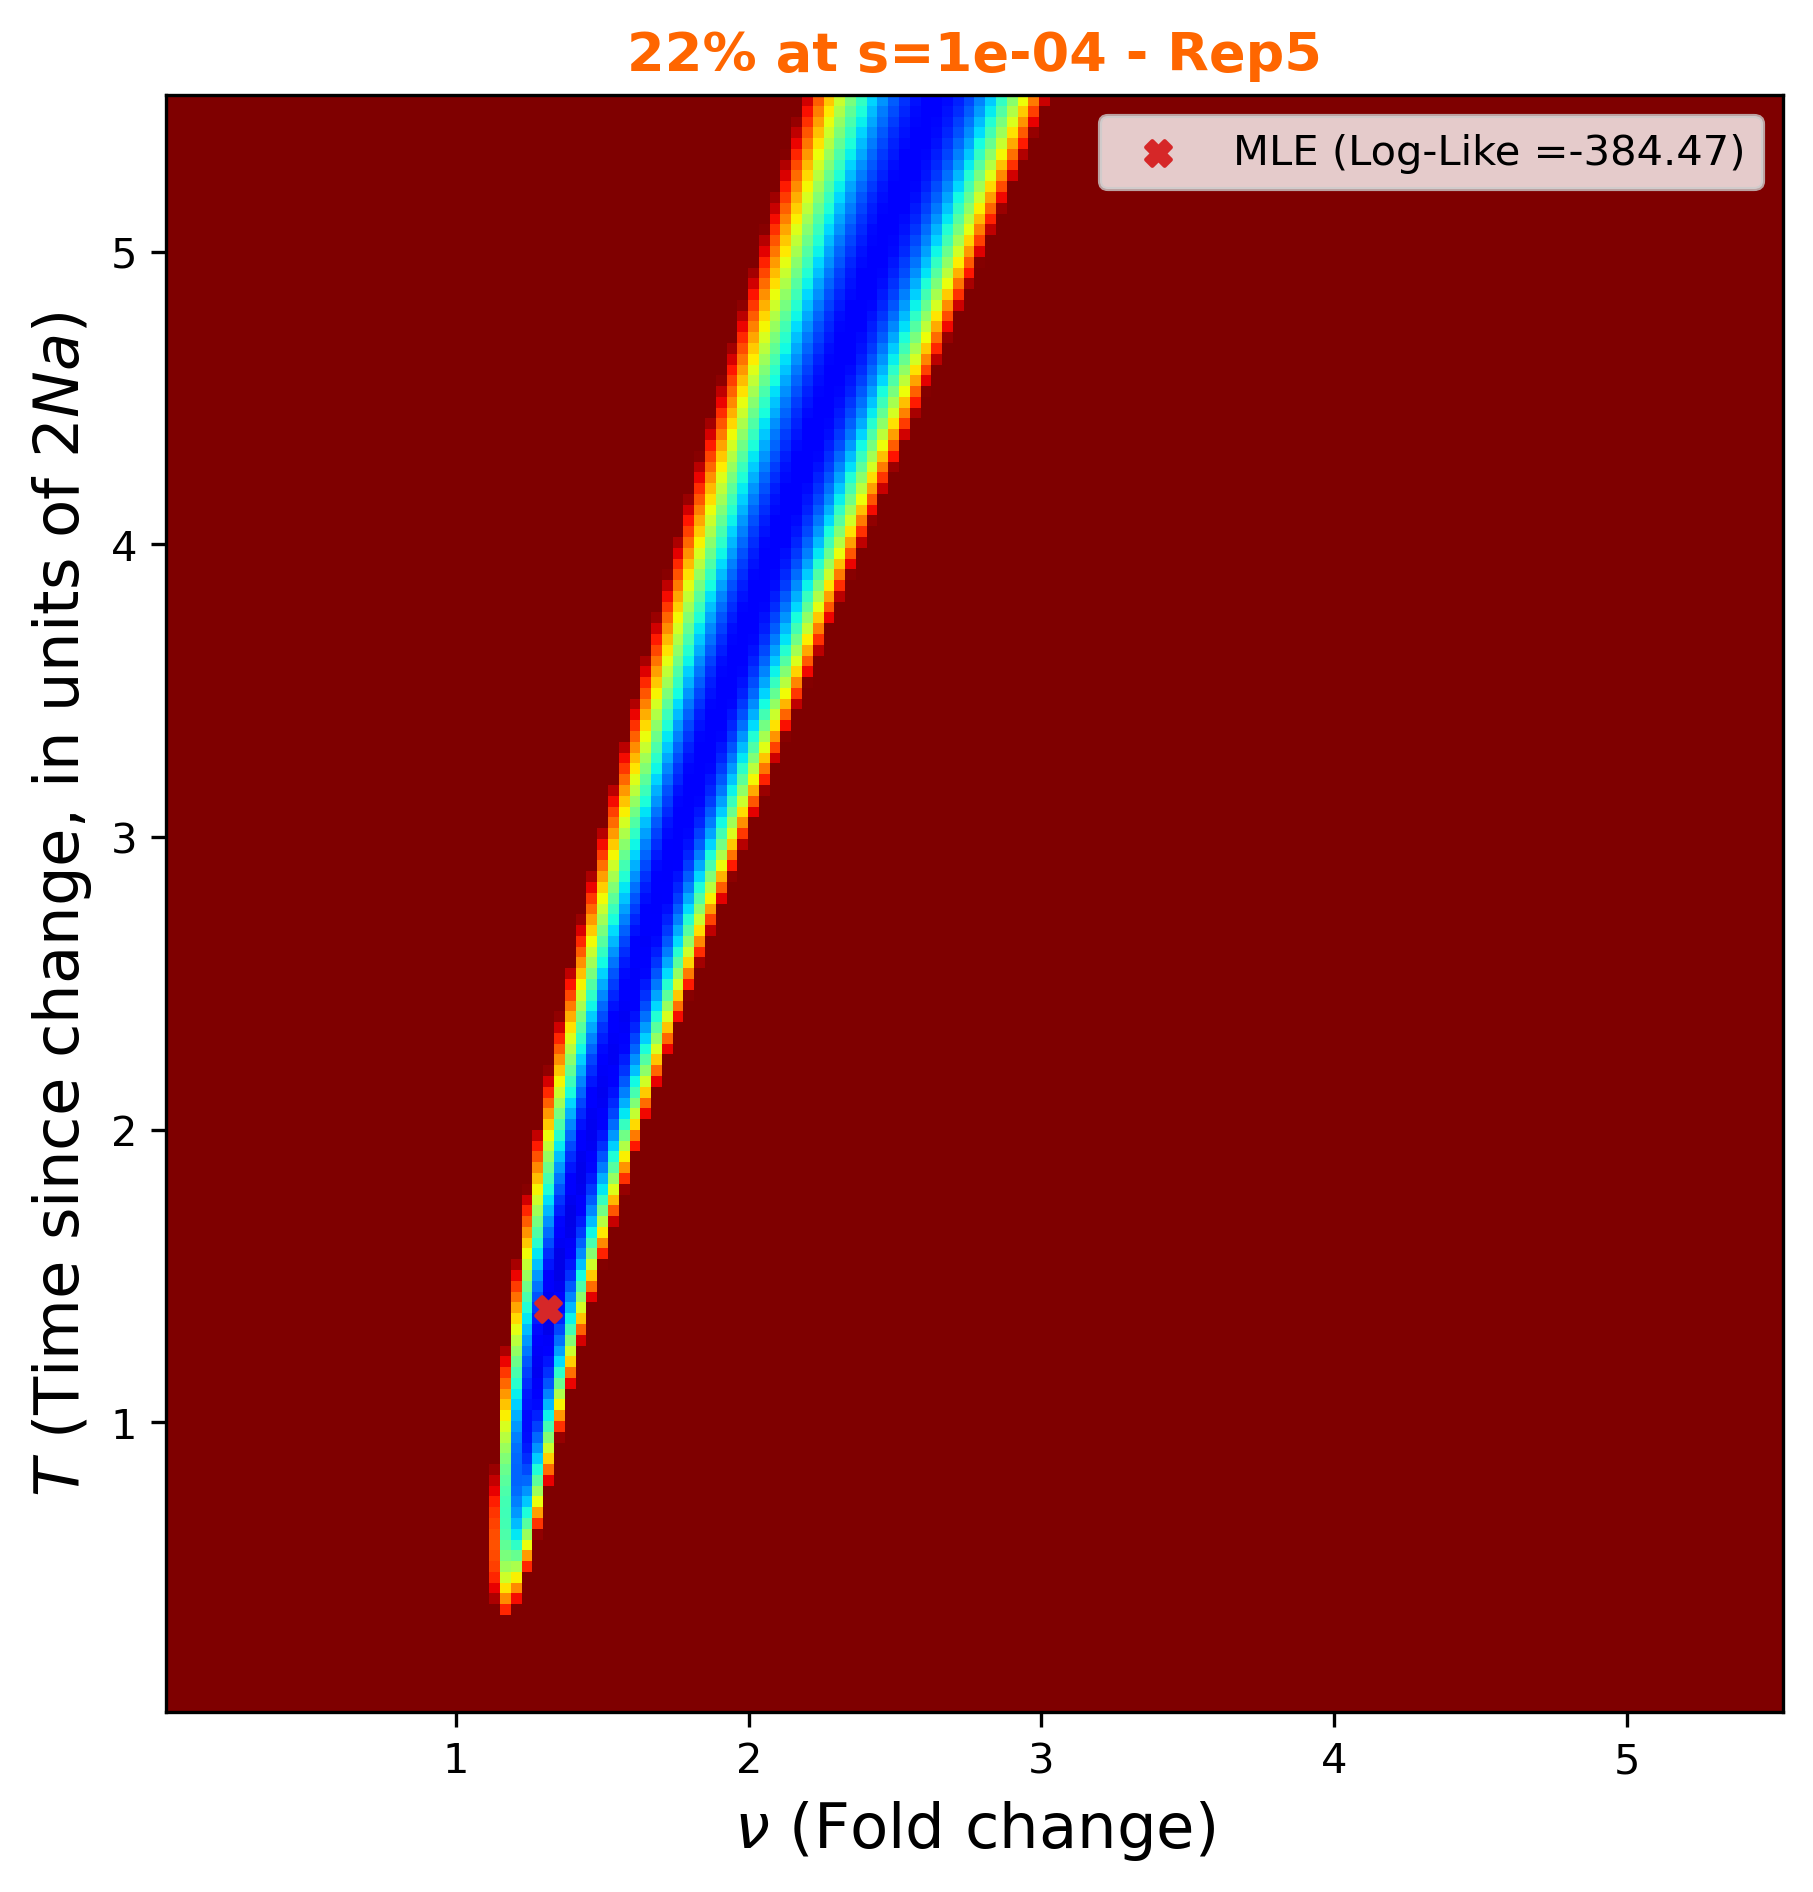 22% at s=1e-04 - Rep5
MLE (Log-Like =-384.47)
T (Time since change, in units of 2Na)
5
4
3
2
1
1 2 3 4 5
ν (Fold change)